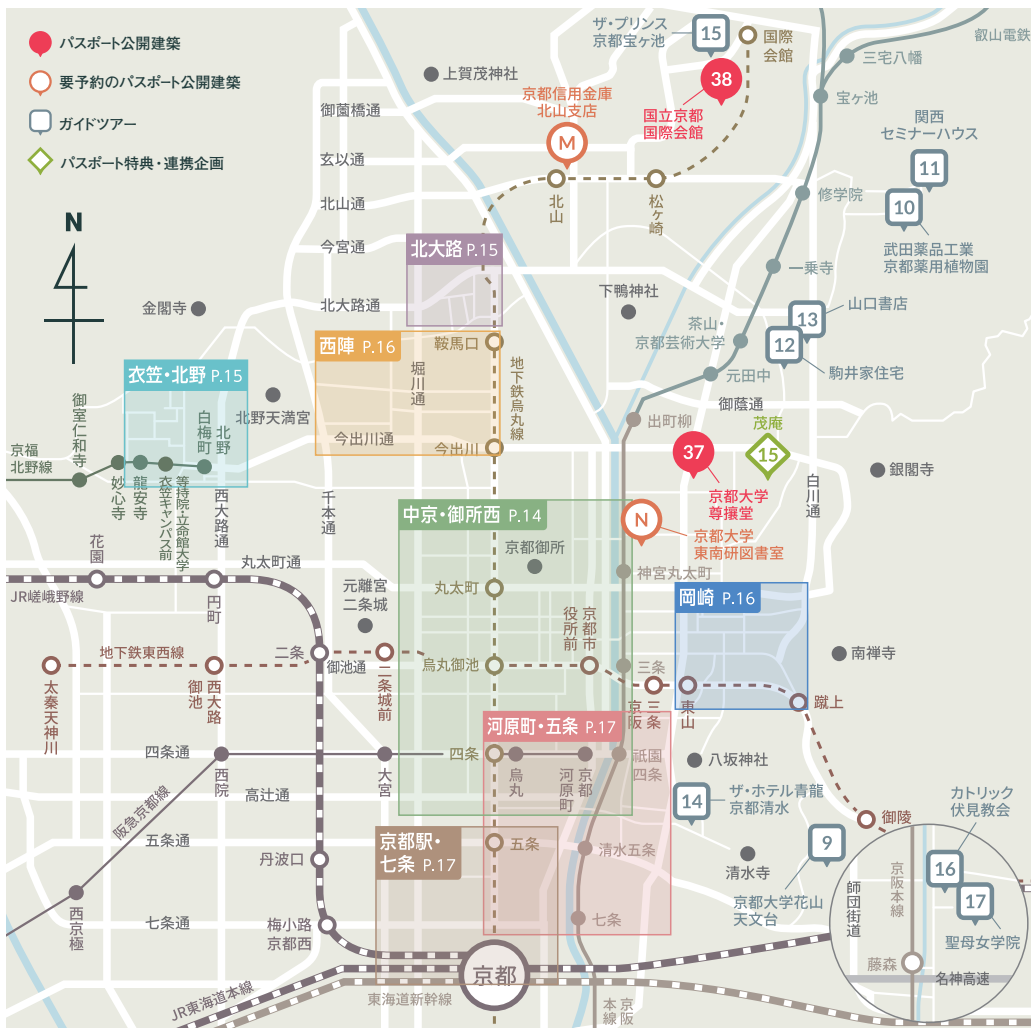 パスポート公開建築
要予約のパスポート公開建築
ガイドツアー
パスポート特典・連携企画
N
ザ・プリンス
京都宝ヶ池
15
国際
会館
38
国立京都
国際会館
叡山電鉄
三宅八幡
宝ヶ池
上賀茂神社
京都信用金庫
北山支店
M
御薗橋通
玄以通
北山通
今宮通
北大路通
北山
松ヶ崎
関西
セミナーハウス
11
10
武田薬品工業
京都薬用植物園
修学院
一乗寺
北大路 P.15
金閣寺
下鴨神社
茶山・
京都芸術大学
山口書店
13
12
駒井家住宅
元田中
西陣 P.16
鞍馬口
堀川通
地下鉄烏丸線
今出川通
今出川
衣笠・北野 P.15
北野天満宮
御室仁和寺
京福
北野線
白梅町
北野
妙心寺
龍安寺
衣笠キャンパス前
等持院・立命館大学
西大路通
千本通
出町柳
御蔭通
茂庵
15
37
京都大学
尊攘堂
白川通
銀閣寺
N
京都大学
東南研図書室
中京・御所西 P.14
京都御所
花園
丸太町通
JR嵯峨野線
円町
元離宮
二条城
丸太町
神宮丸太町
岡崎 P.16
役所前
京都市
地下鉄東西線
二条
御池通
烏丸御池
三条
南禅寺
太秦天神川
御池
西大路
二条城前
京阪
三条
東山
蹴上
河原町・五条 P.17
四条通
四条
烏丸
河原町
京都
祇園
四条
八坂神社
西院
大宮
高辻通
14
ザ・ホテル青龍
京都清水
御陵
阪急京都線
五条通
京都駅・
七条 P.17
五条
清水五条
清水寺
9
京都大学花山
天文台
カトリック
伏見教会
丹波口
西京極
七条通
梅小路
京都西
七条
京都
師団街道
京阪本線
16
17
聖母女学院
藤森
名神高速
JR東海道本線
東海道新幹線
本線
京阪